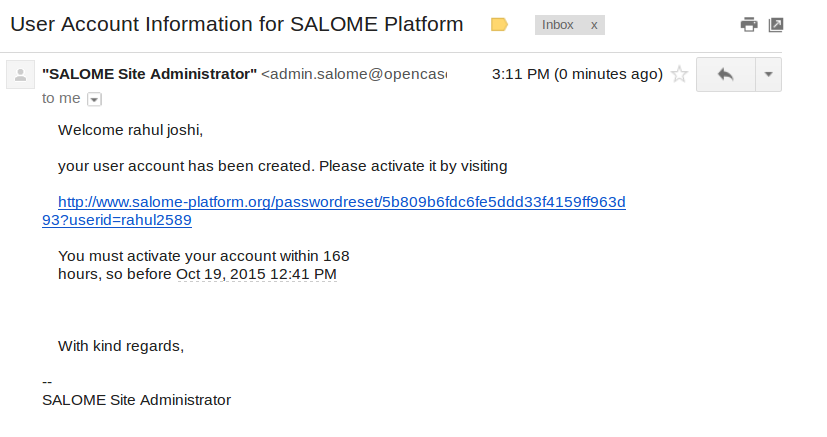 User Account Information for SALOME Platform
Inbox x
"SALOME Site Administrator" <admin.salome@opencas 3:11 PM (0 minutes ago)
to me
Welcome rahul joshi,
your user account has been created. Please activate it by visiting
http://www.salome-platform.org/passwordreset/5b809b6fdc6fe5ddd33f4159ff963d
93?userid=rahul2589
You must activate your account within 168
hours, so before Oct 19, 2015 12:41 PM
With kind regards,
--
SALOME Site Administrator